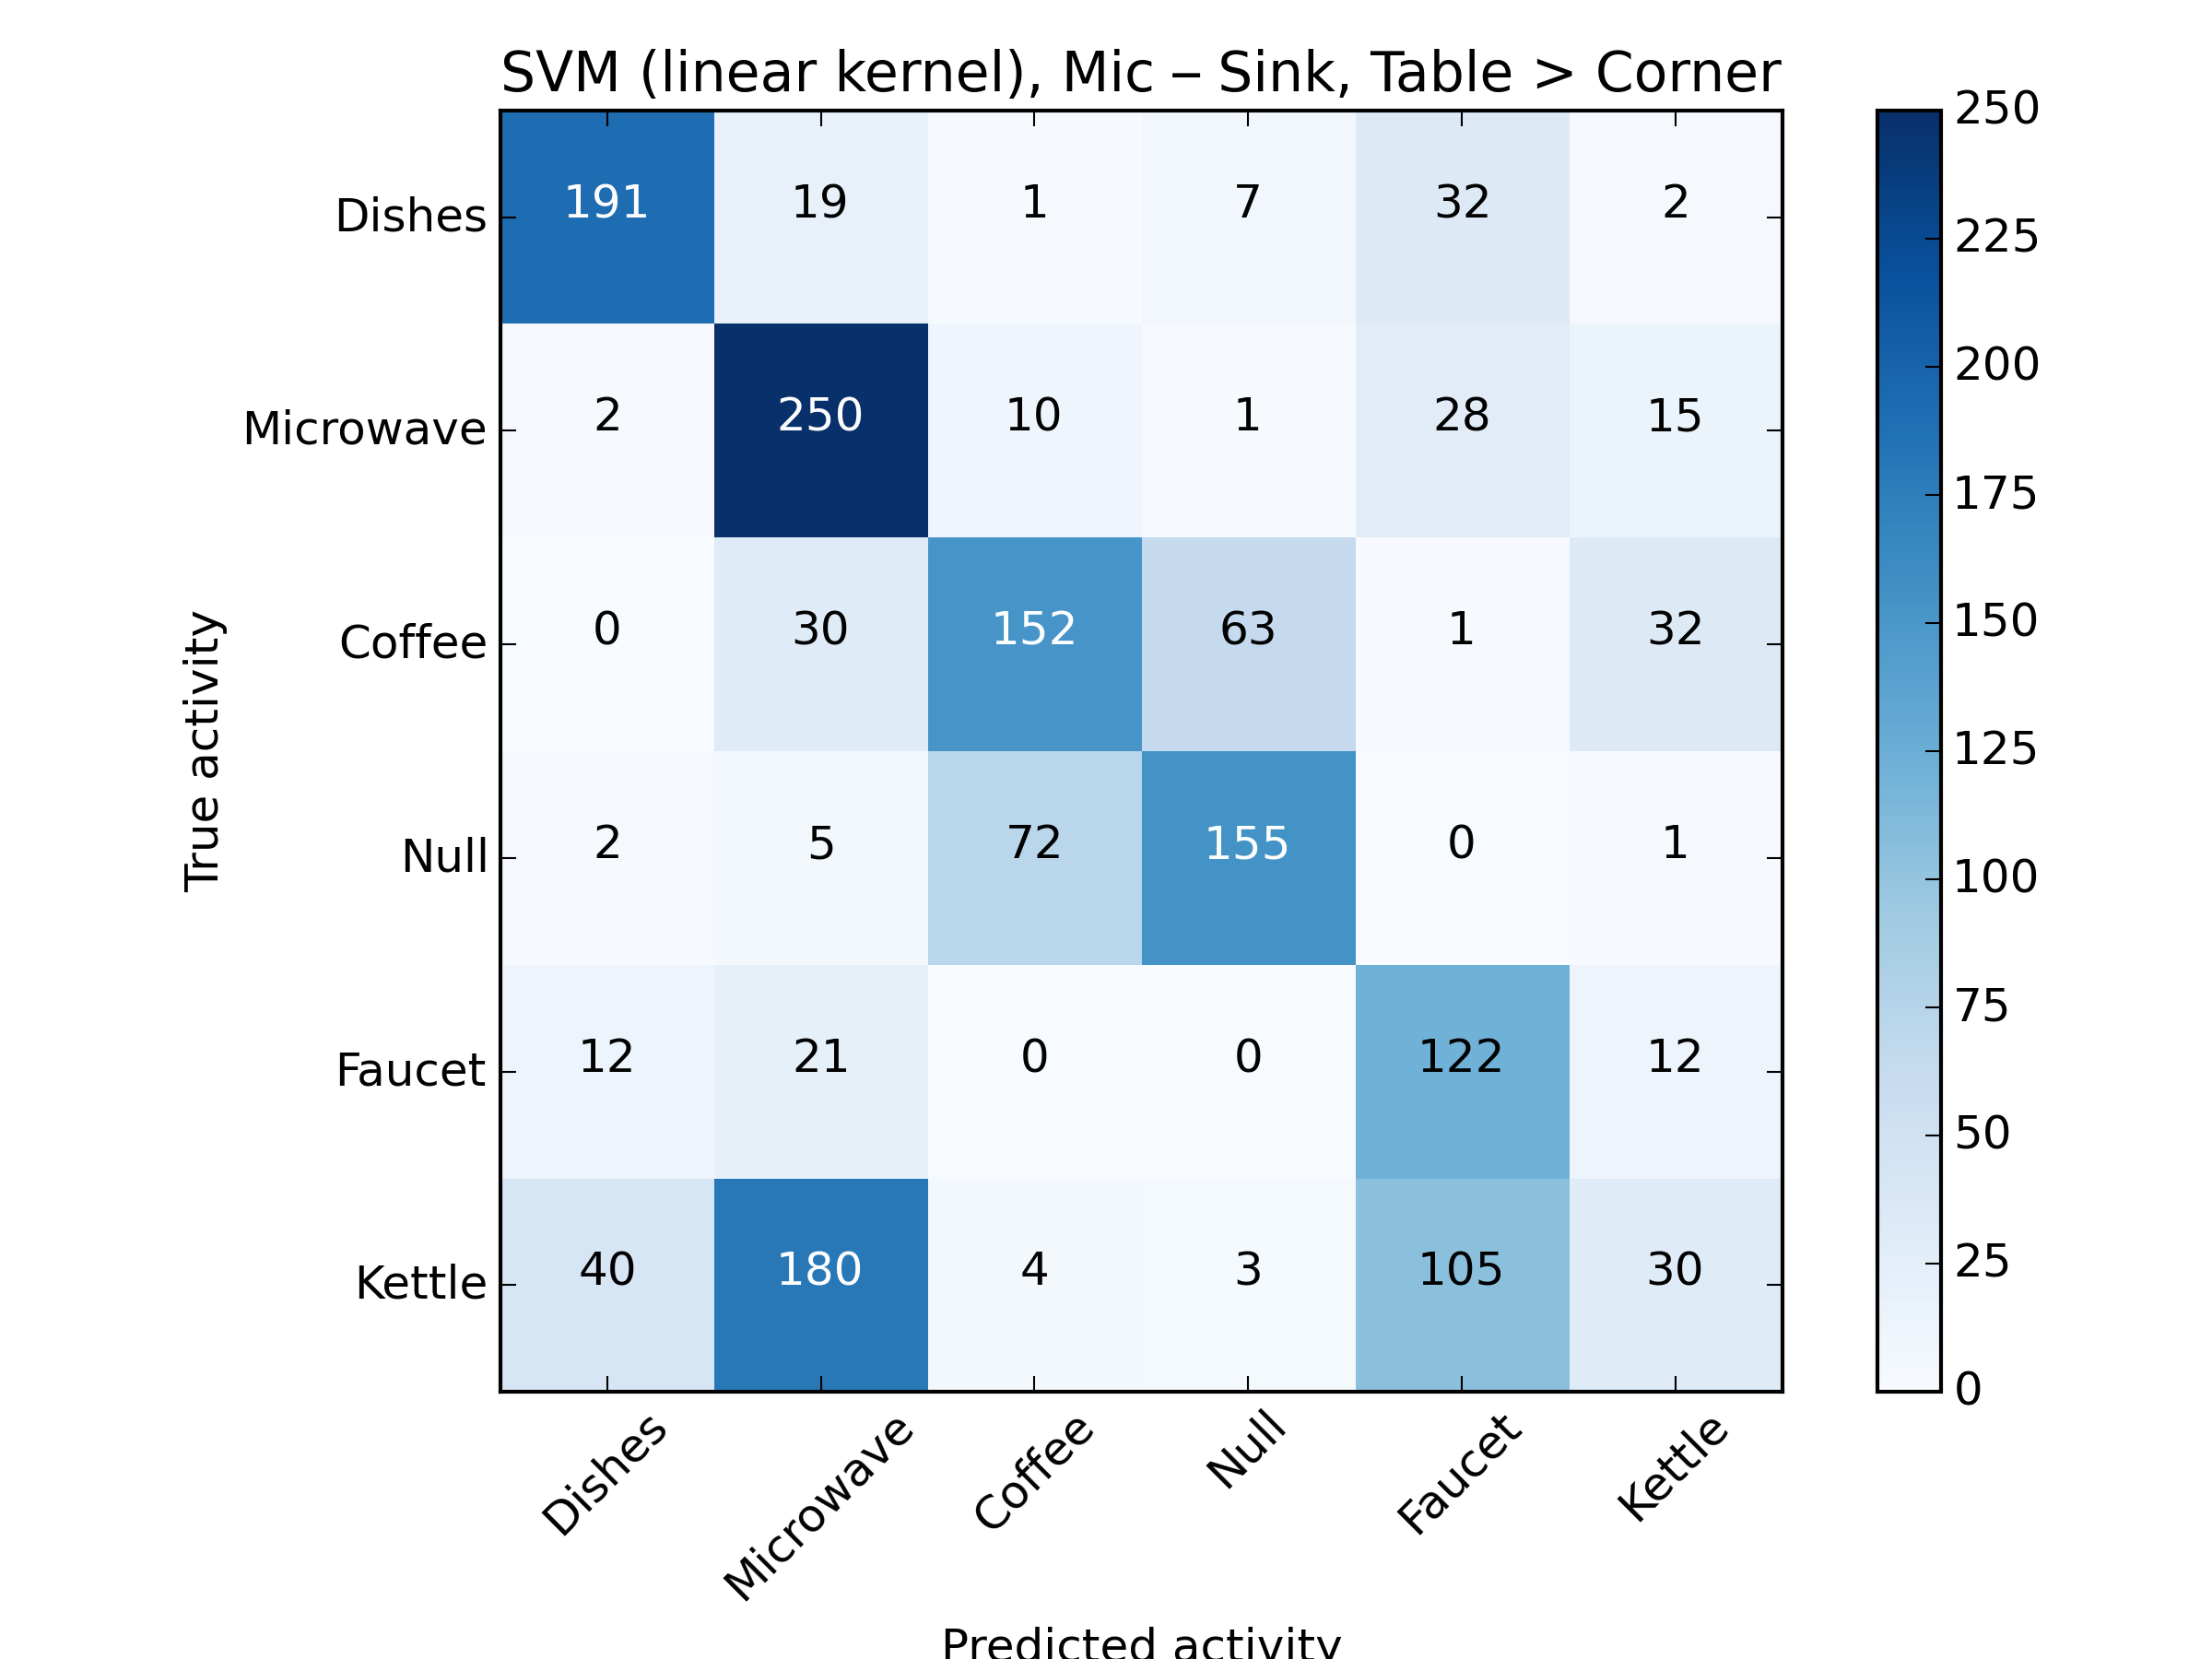 SVM (linear kernel), Mic – Sink, Table > Corner
Dishes 191 19 1 7 32 2
Microwave 2 250 10 1 28 15
Coffee 0 30 152 63 1 32
Null 2 5 72 155 0 1
Faucet 12 21 0 0 122 12
Kettle 40 180 4 3 105 30
True activity
Dishes Microwave Coffee Null Faucet Kettle
Predicted activity
250
225
200
175
150
125
100
75
50
25
0